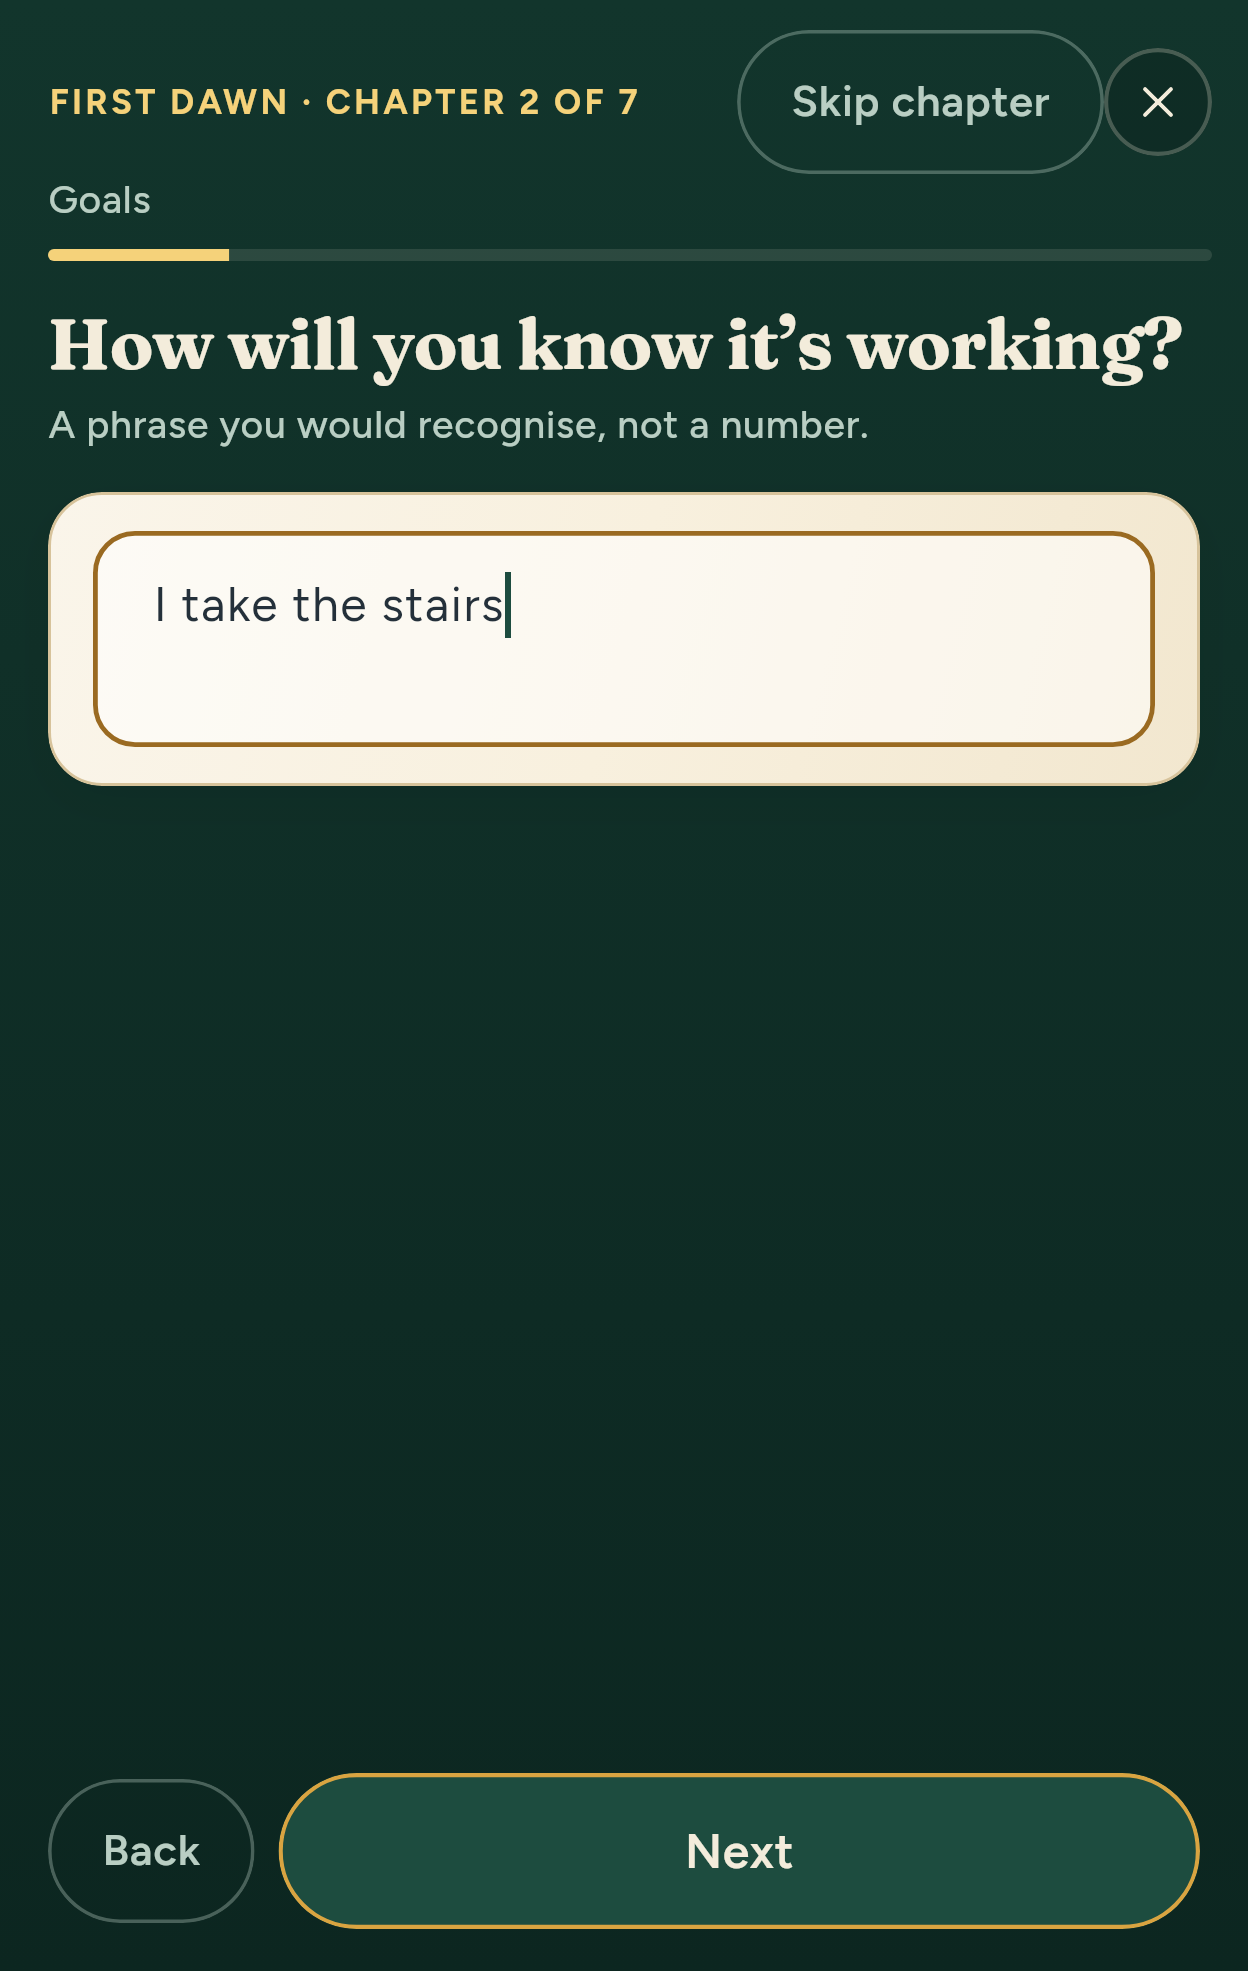 FIRST DAWN · CHAPTER 2 OF 7
Skip chapter
Goals
How will you know it’s working?
A phrase you would recognise, not a number.
I take the stairs
Back
Next